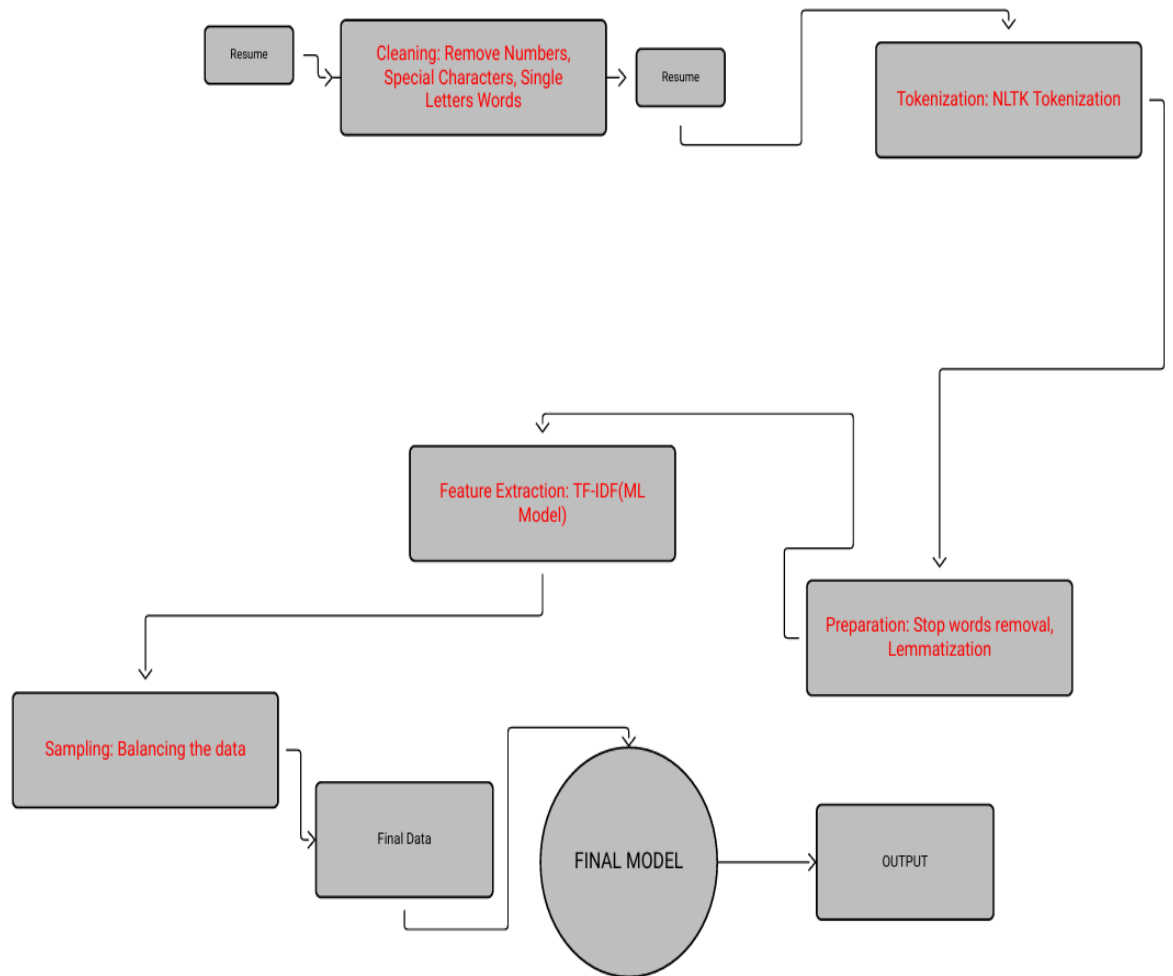 Resume
Cleaning: Remove Numbers,
Special Characters, Single
Letters Words
Resume
Tokenization: NLTK Tokenization
Preparation: Stop words removal,
Lemmatization
Feature Extraction: TF-IDF(ML
Model)
Sampling: Balancing the data
Final Data
FINAL MODEL
OUTPUT